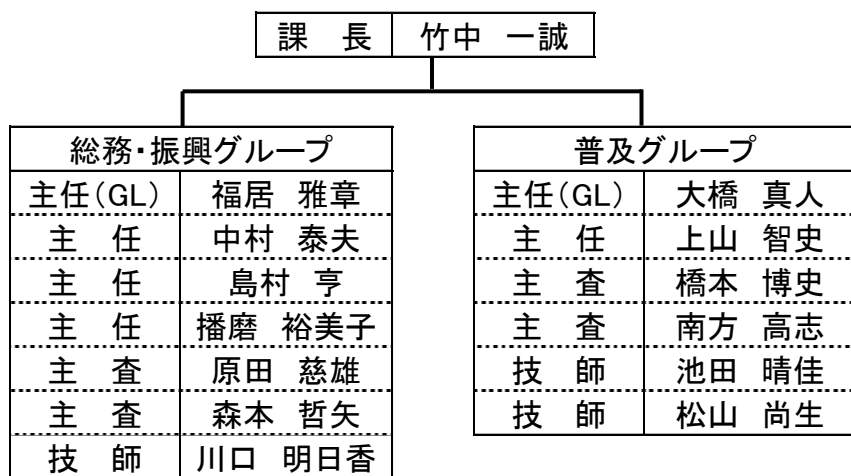 課　長　竹中　一誠
総務・振興グループ
主任（GL）　福居　雅章
主　任　中村　泰夫
主　任　島村　亨
主　任　播磨　裕美子
主　査　原田　慈雄
主　査　森本　哲矢
技　師　川口　明日香
普及グループ
主任（GL）　大橋　真人
主　任　上山　智史
主　査　橋本　博史
主　査　南方　高志
技　師　池田　晴佳
技　師　松山　尚生